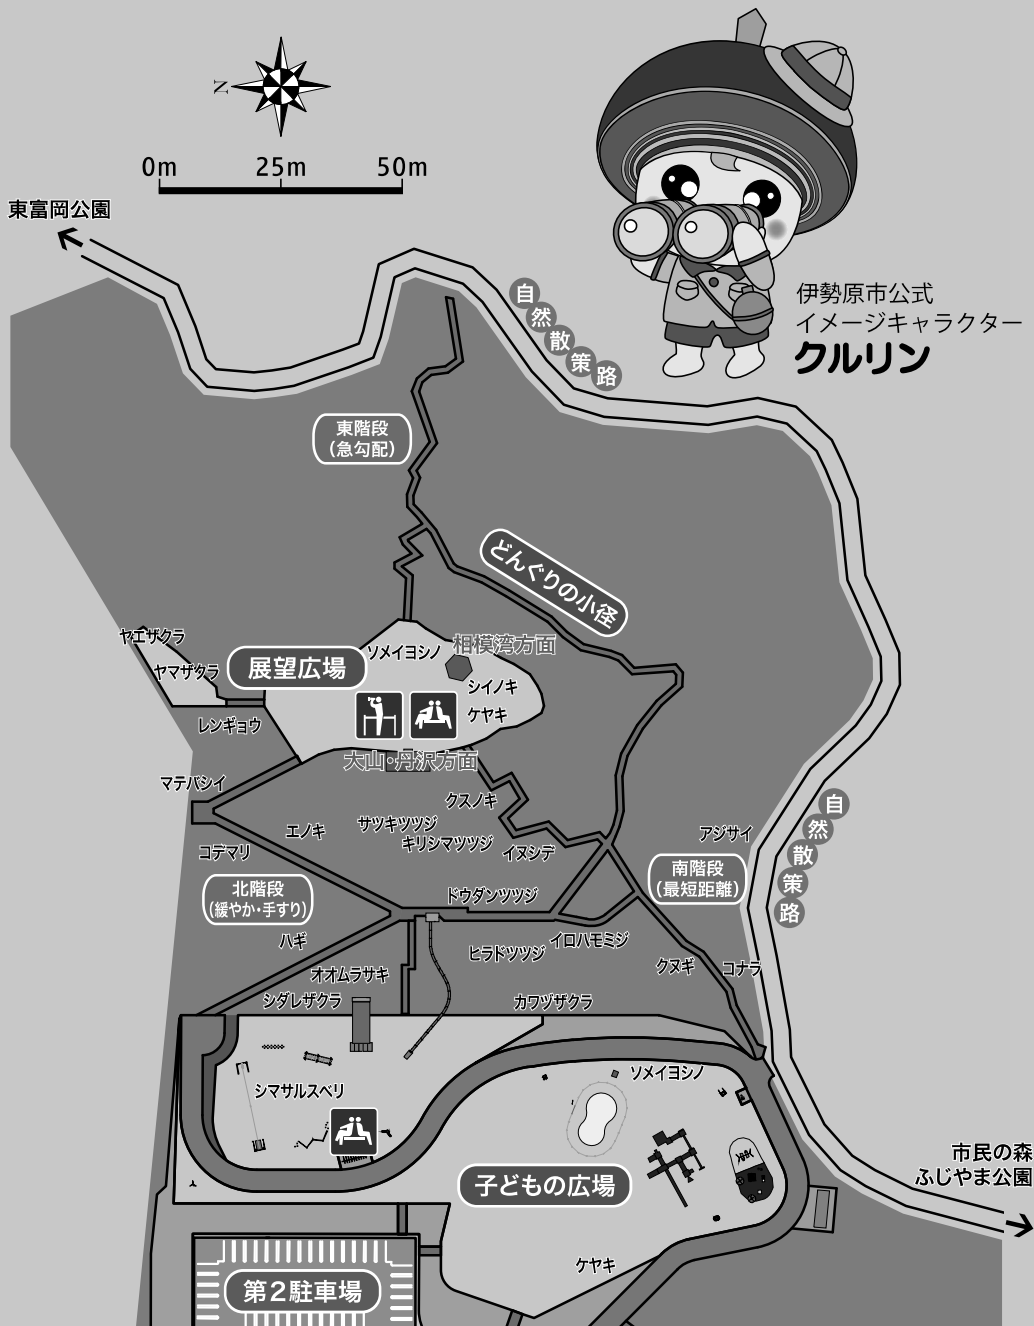 N
0m 25m 50m
東富岡公園
自然散策路
伊勢原市公式
イメージキャラクター
クルリン
東階段
（急勾配）
どんぐりの小径
ヤエザクラ
ヤマザクラ
展望広場
ソメイヨシノ
相模湾方面
シイノキ
ケヤキ
レンギョウ
大山・丹沢方面
マテバシイ
クスノキ
エノキ
サツキツツジ
キリシマツツジ
イヌシデ
コデマリ
アジサイ
自然散策路
北階段
（緩やか・手すり）
南階段
（最短距離）
ドウダンツツジ
ハギ
ヒラドツツジ
イロハモミジ
クヌギ
コナラ
オオムラサキ
シダレザクラ
カワヅザクラ
シマサルスベリ
ソメイヨシノ
子どもの広場
市民の森
ふじやま公園
ケヤキ
第2駐車場